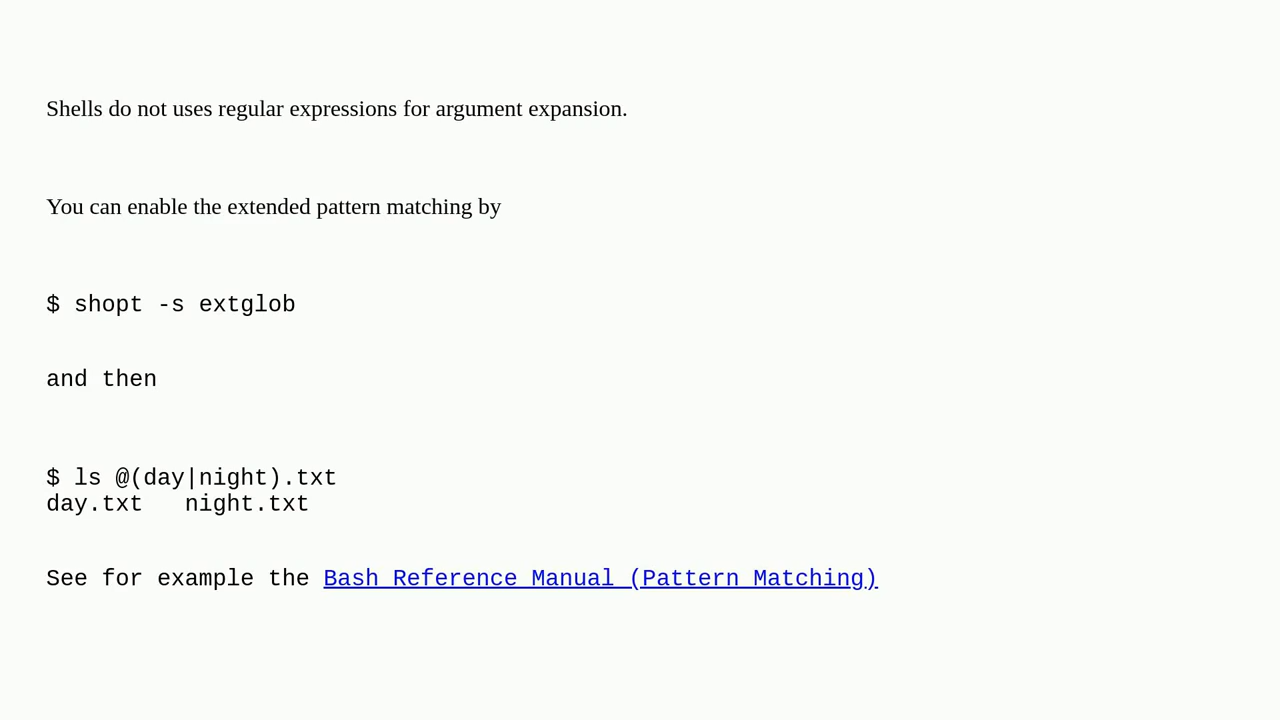 Shells do not uses regular expressions for argument expansion.
You can enable the extended pattern matching by
$ shopt -s extglob
and then
$ ls @(day|night).txt
day.txt   night.txt
See for example the Bash Reference Manual (Pattern Matching)